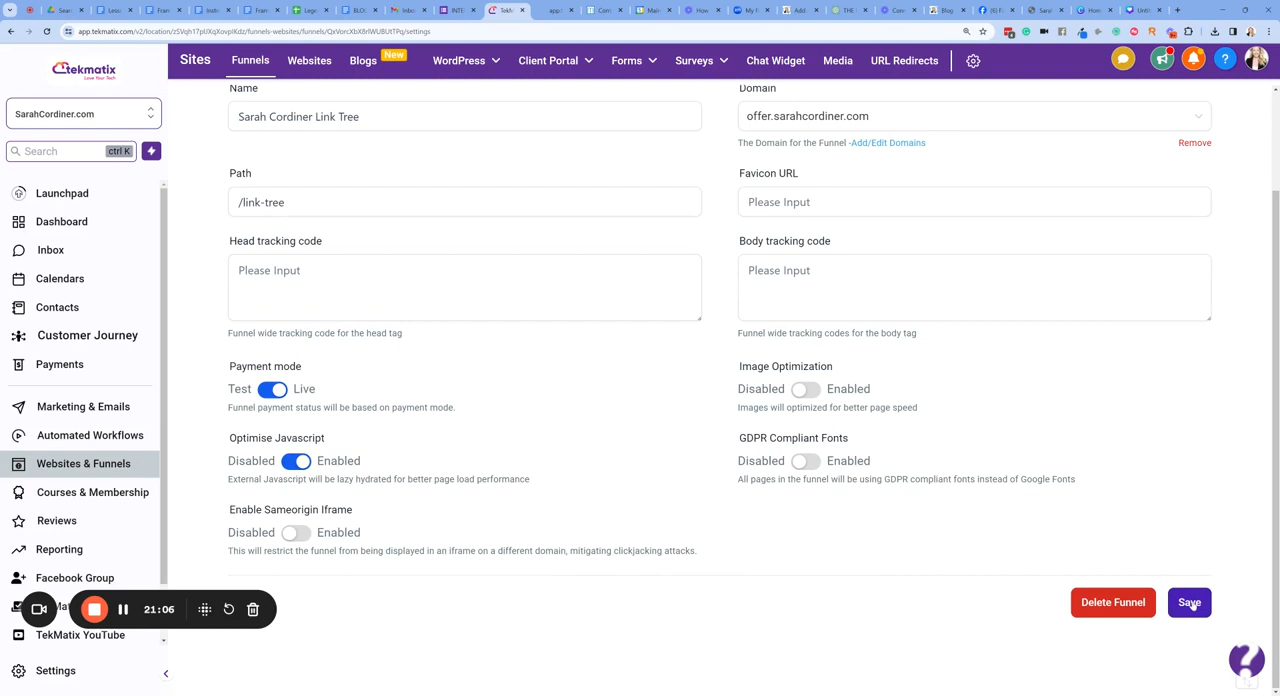 app.tekmatix.com/v2/location/zSVqh17pUXqXovpIKdz/funnels-websites/funnels/QxVorcXbX8rlWUBUtTPq/settings
tekmatix
Love Your Tech
Sites
Funnels
Websites
Blogs
New
WordPress
Client Portal
Forms
Surveys
Chat Widget
Media
URL Redirects
SarahCordiner.com
Search
ctrl K
Launchpad
Dashboard
Inbox
Calendars
Contacts
Customer Journey
Payments
Marketing & Emails
Automated Workflows
Websites & Funnels
Courses & Membership
Reviews
Reporting
Facebook Group
TekMatix YouTube
Settings
21:06
Name
Sarah Cordiner Link Tree
Domain
offer.sarahcordiner.com
The Domain for the Funnel -Add/Edit Domains
Remove
Path
/link-tree
Favicon URL
Please Input
Head tracking code
Please Input
Funnel wide tracking code for the head tag
Body tracking code
Please Input
Funnel wide tracking codes for the body tag
Payment mode
Test Live
Funnel payment status will be based on payment mode.
Image Optimization
Disabled Enabled
Images will optimized for better page speed
Optimise Javascript
Disabled Enabled
External Javascript will be lazy hydrated for better page load performance
GDPR Compliant Fonts
Disabled Enabled
All pages in the funnel will be using GDPR compliant fonts instead of Google Fonts
Enable Sameorigin Iframe
Disabled Enabled
This will restrict the funnel from being displayed in an iframe on a different domain, mitigating clickjacking attacks.
Delete Funnel
Save